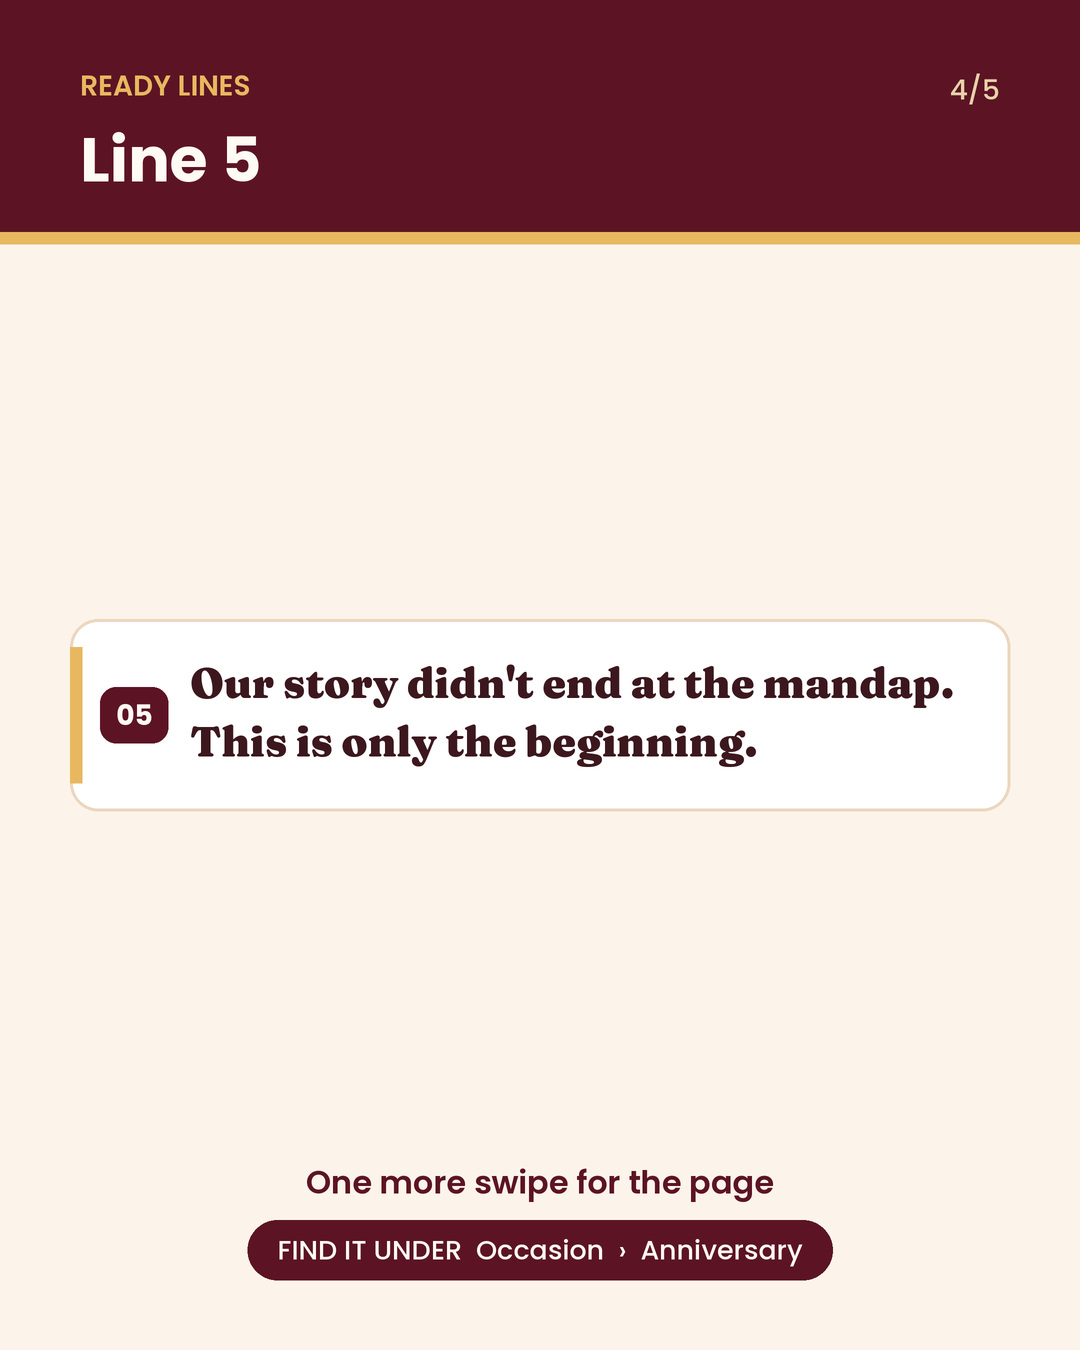 READY LINES
4/5
Line 5
05
Our story didn't end at the mandap.
This is only the beginning.
One more swipe for the page
FIND IT UNDER Occasion › Anniversary